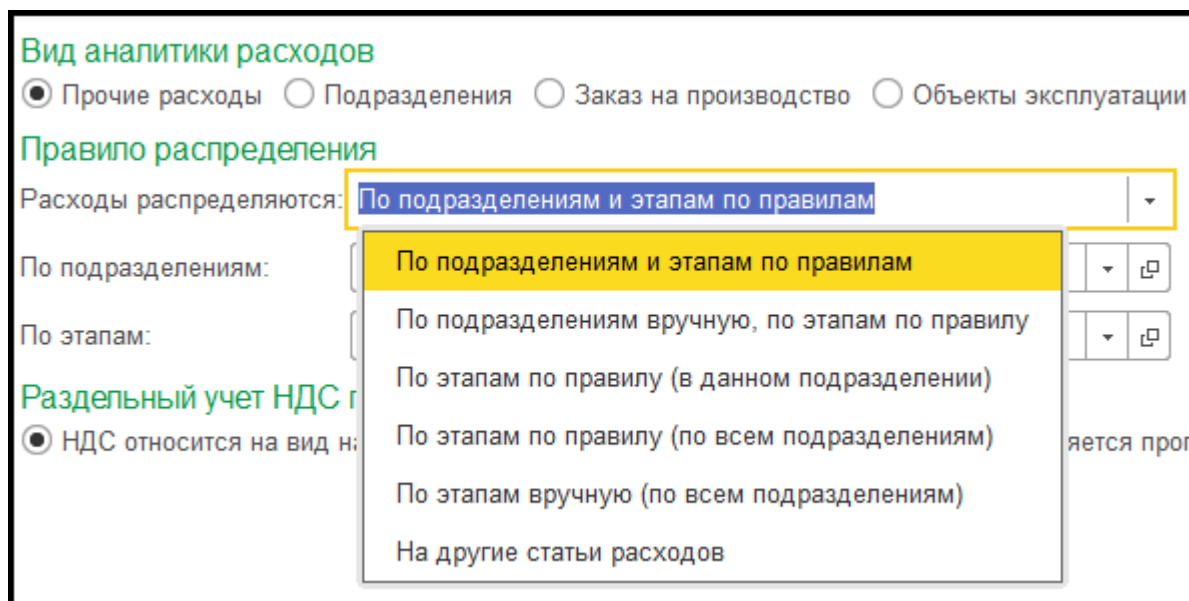 Вид аналитики расходов
Прочие расходы Подразделения Заказ на производство Объекты эксплуатации
Правило распределения
Расходы распределяются: По подразделениям и этапам по правилам
По подразделениям: По подразделениям и этапам по правилам
По подразделениям вручную, по этапам по правилу
По этапам: По этапам по правилу (в данном подразделении)
Раздельный учет НДС
НДС относится на вид По этапам по правилу (по всем подразделениям)
По этапам вручную (по всем подразделениям)
На другие статьи расходов